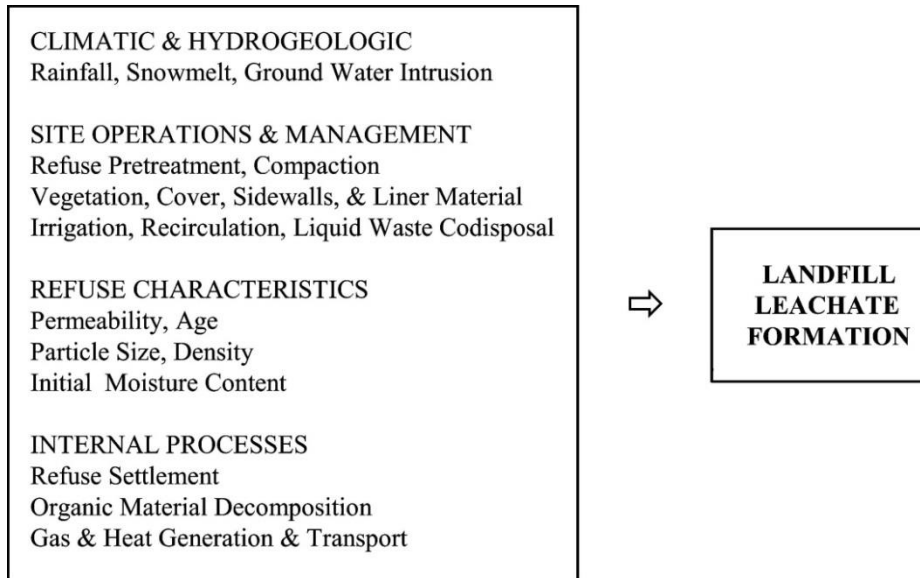 CLIMATIC & HYDROGEOLOGIC
Rainfall, Snowmelt, Ground Water Intrusion
SITE OPERATIONS & MANAGEMENT
Refuse Pretreatment, Compaction
Vegetation, Cover, Sidewalls, & Liner Material
Irrigation, Recirculation, Liquid Waste Codisposal
REFUSE CHARACTERISTICS
Permeability, Age
Particle Size, Density
Initial Moisture Content
INTERNAL PROCESSES
Refuse Settlement
Organic Material Decomposition
Gas & Heat Generation & Transport
LANDFILL
LEACHATE
FORMATION